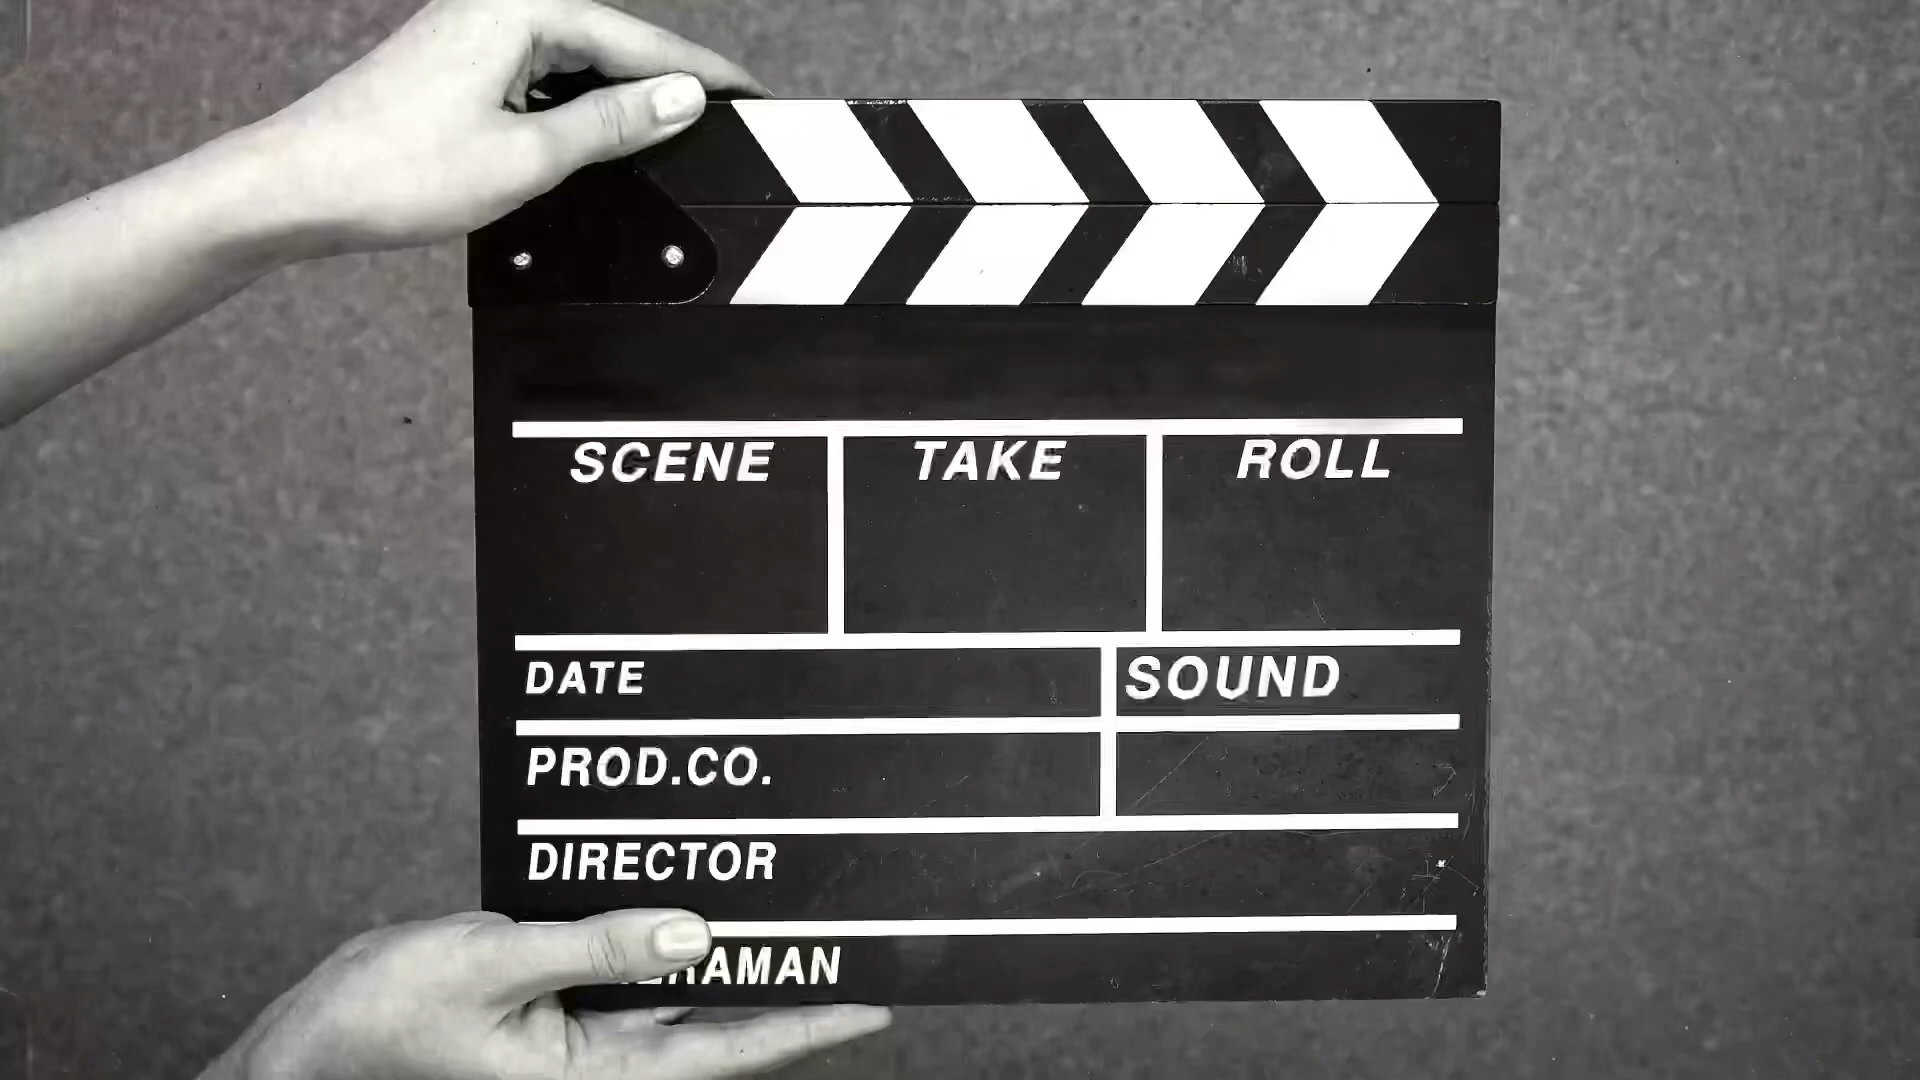 SCENE TAKE ROLL
DATE SOUND
PROD.CO.
DIRECTOR